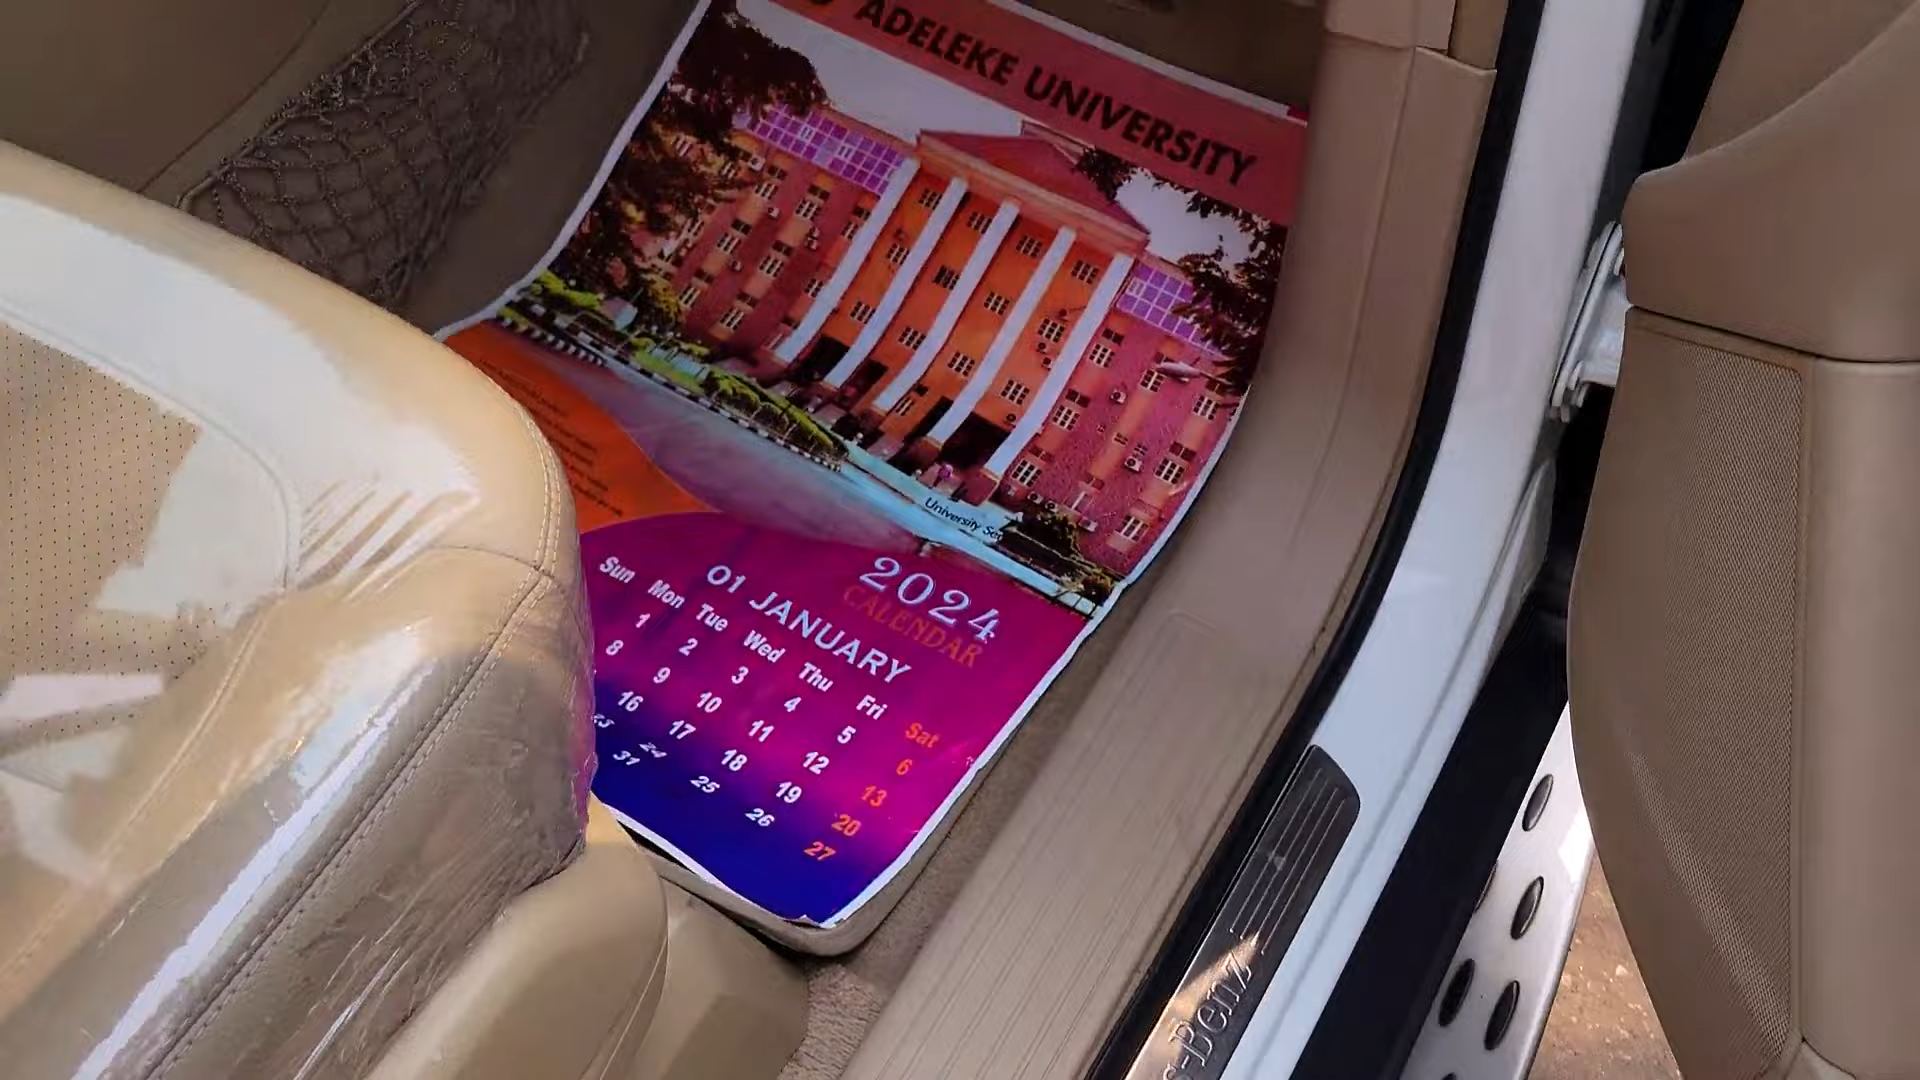 ADELEKE UNIVERSITY
University
2024
CALENDAR
01 JANUARY
Sun Mon Tue Wed Thu Fri Sat
1 2 3 4 5 6
8 9 10 11 12 13
16 17 18 19 20
23 24 25 26 27
31
-Benz